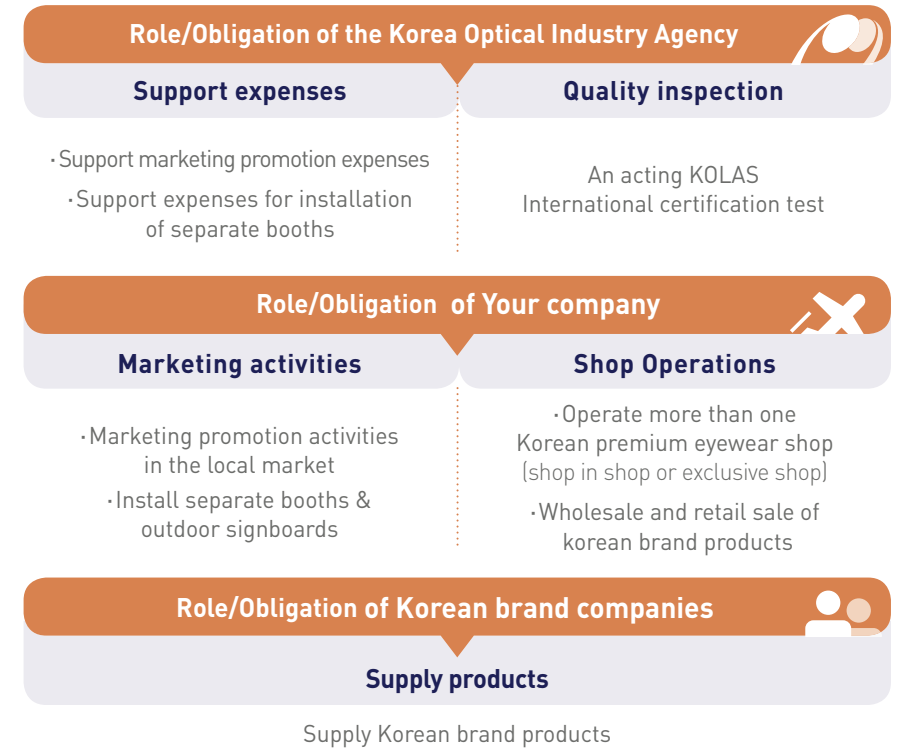 Role/Obligation of the Korea Optical Industry Agency
Support expenses
·Support marketing promotion expenses
·Support expenses for installation
of separate booths
Quality inspection
An acting KOLAS
International certification test
Role/Obligation of Your company
Marketing activities
·Marketing promotion activities
in the local market
·Install separate booths &
outdoor signboards
Shop Operations
·Operate more than one
Korean premium eyewear shop
(shop in shop or exclusive shop)
·Wholesale and retail sale of
korean brand products
Role/Obligation of Korean brand companies
Supply products
Supply Korean brand products